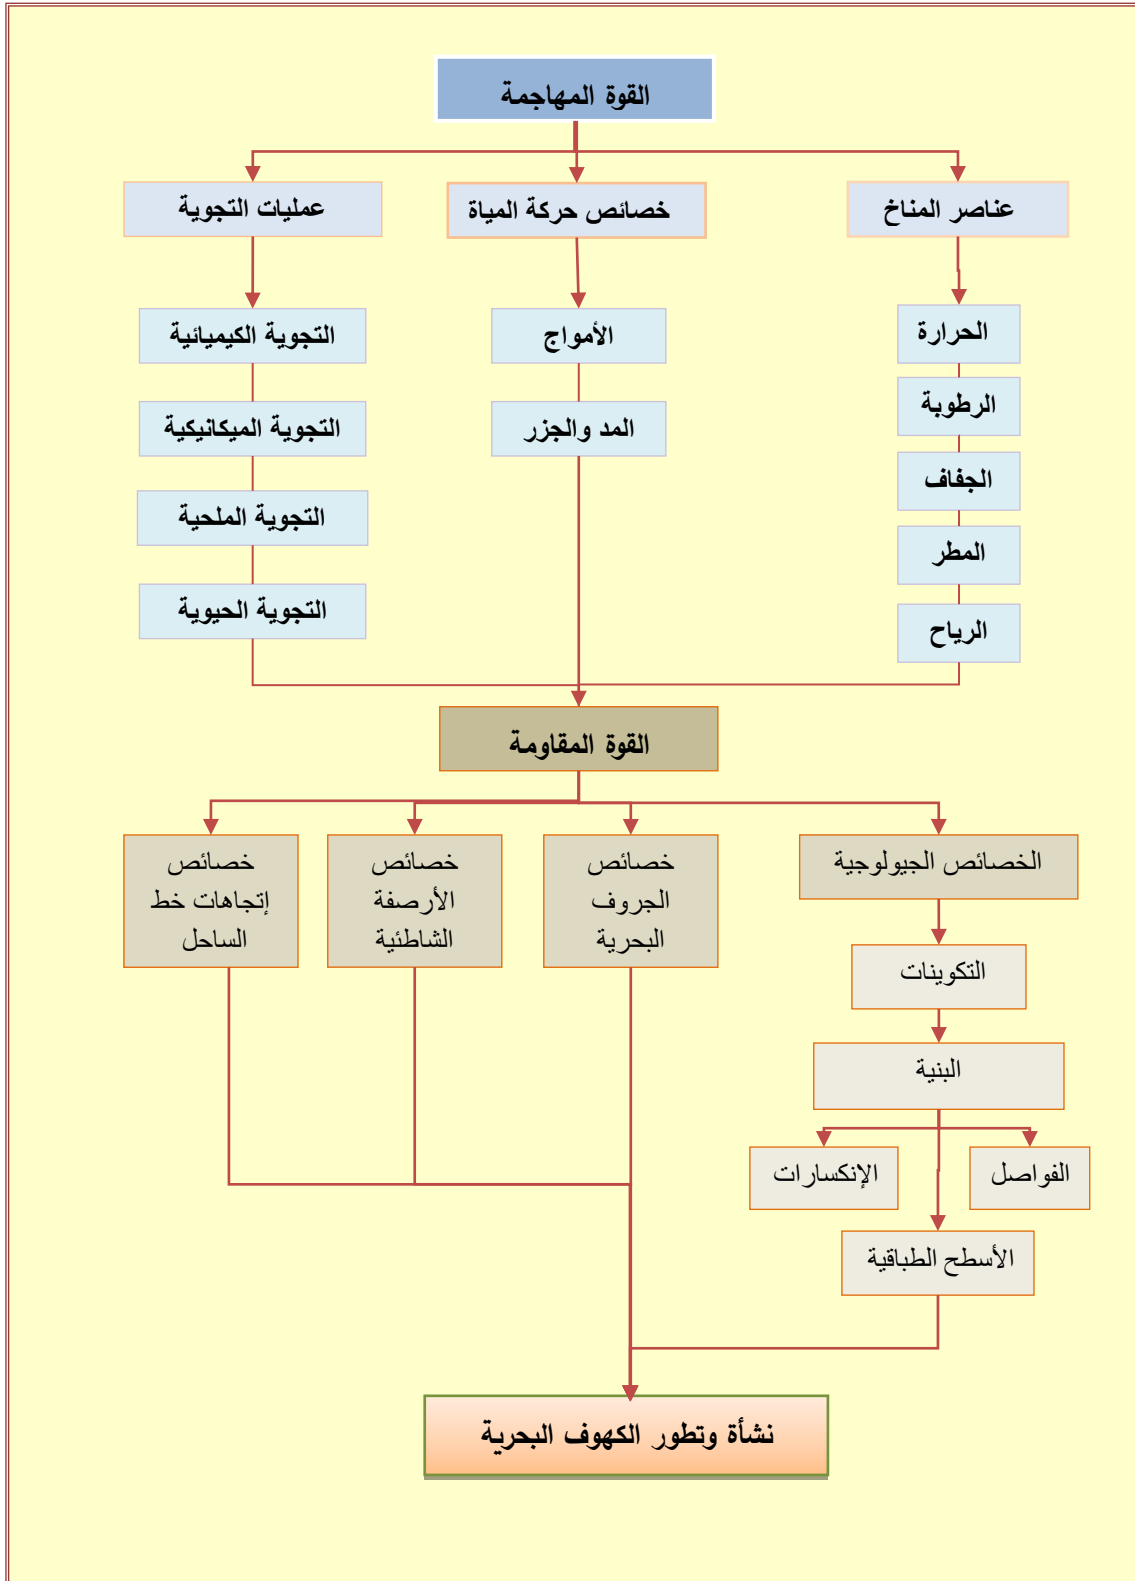 القوة المهاجمة
عناصر المناخ
خصائص حركة المياة
عمليات التجوية
الحرارة
الرطوبة
الجفاف
المطر
الرياح
الأمواج
المد والجزر
التجوية الكيميائية
التجوية الميكانيكية
التجوية الملحية
التجوية الحيوية
القوة المقاومة
الخصائص الجيولوجية
خصائص
الجروف
البحرية
خصائص
الأرصفة
الشاطئية
خصائص
إتجاهات خط
الساحل
التكوينات
البنية
الفواصل
الإنكسارات
الأسطح الطباقية
نشأة وتطور الكهوف البحرية